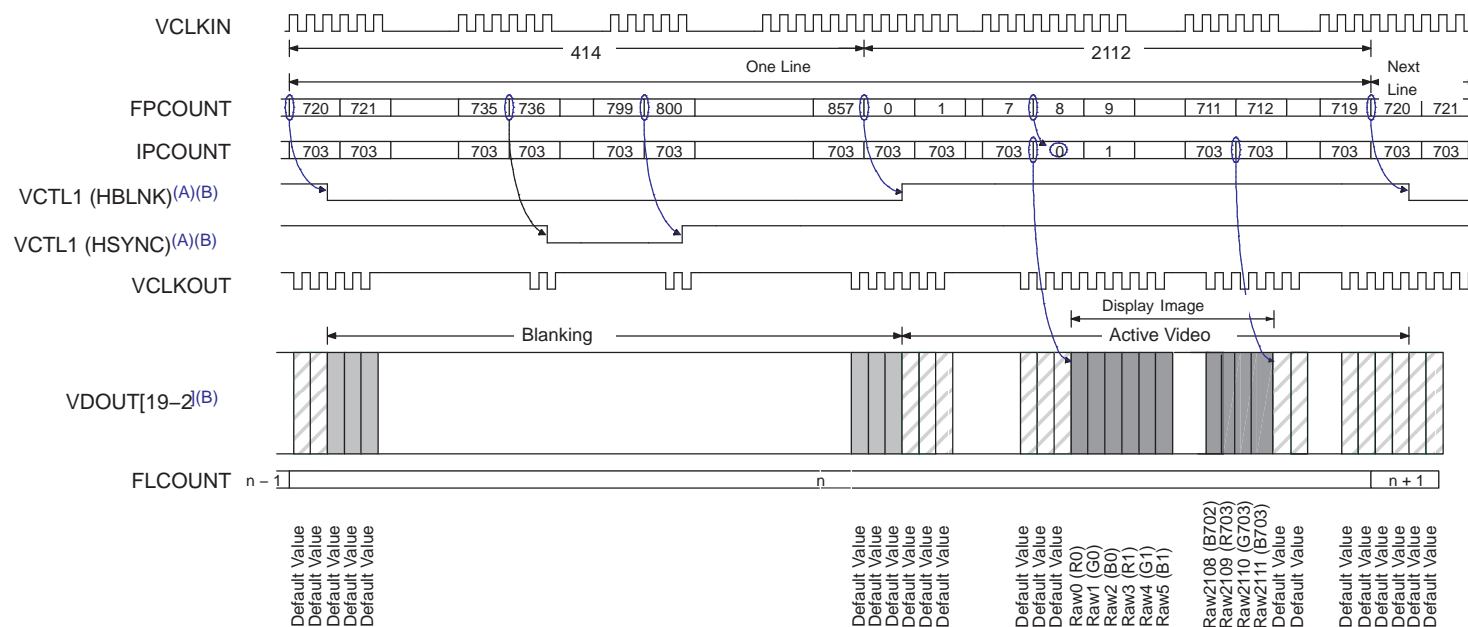 VCLKIN
414 2112
One Line Next
Line
FPCOUNT 720 721 735 736 799 800 857 0 1 7 8 9 711 712 719 720 721
IPCOUNT 703 703 703 703 703 703 703 703 703 703 0 1 703 703 703 703 703
VCTL1 (HBLNK)(A)(B)
VCTL1 (HSYNC)(A)(B)
VCLKOUT
Display Image
Blanking Active Video
VDOUT[19–2](B)
FLCOUNT n – 1 n n + 1
Default Value
Default Value
Default Value
Default Value
Default Value
Default Value
Default Value
Default Value
Default Value
Default Value
Default Value
Default Value
Default Value
Default Value
Raw0 (R0)
Raw1 (G0)
Raw2 (B0)
Raw3 (R1)
Raw4 (G1)
Raw5 (B1)
Raw2108 (B702)
Raw2109 (R703)
Raw2110 (G703)
Raw2111 (B703)
Default Value
Default Value
Default Value
Default Value
Default Value
Default Value
Default Value
Default Value